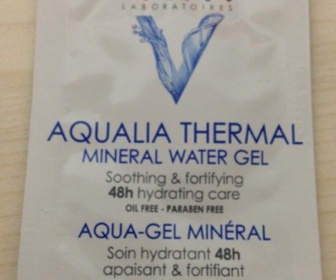 LABORATOIRES
AQUALIA THERMAL
MINERAL WATER GEL
Soothing & fortifying
48h hydrating care
OIL FREE - PARABEN FREE
AQUA-GEL MINÉRAL
Soin hydratant 48h
apaisant & fortifiant